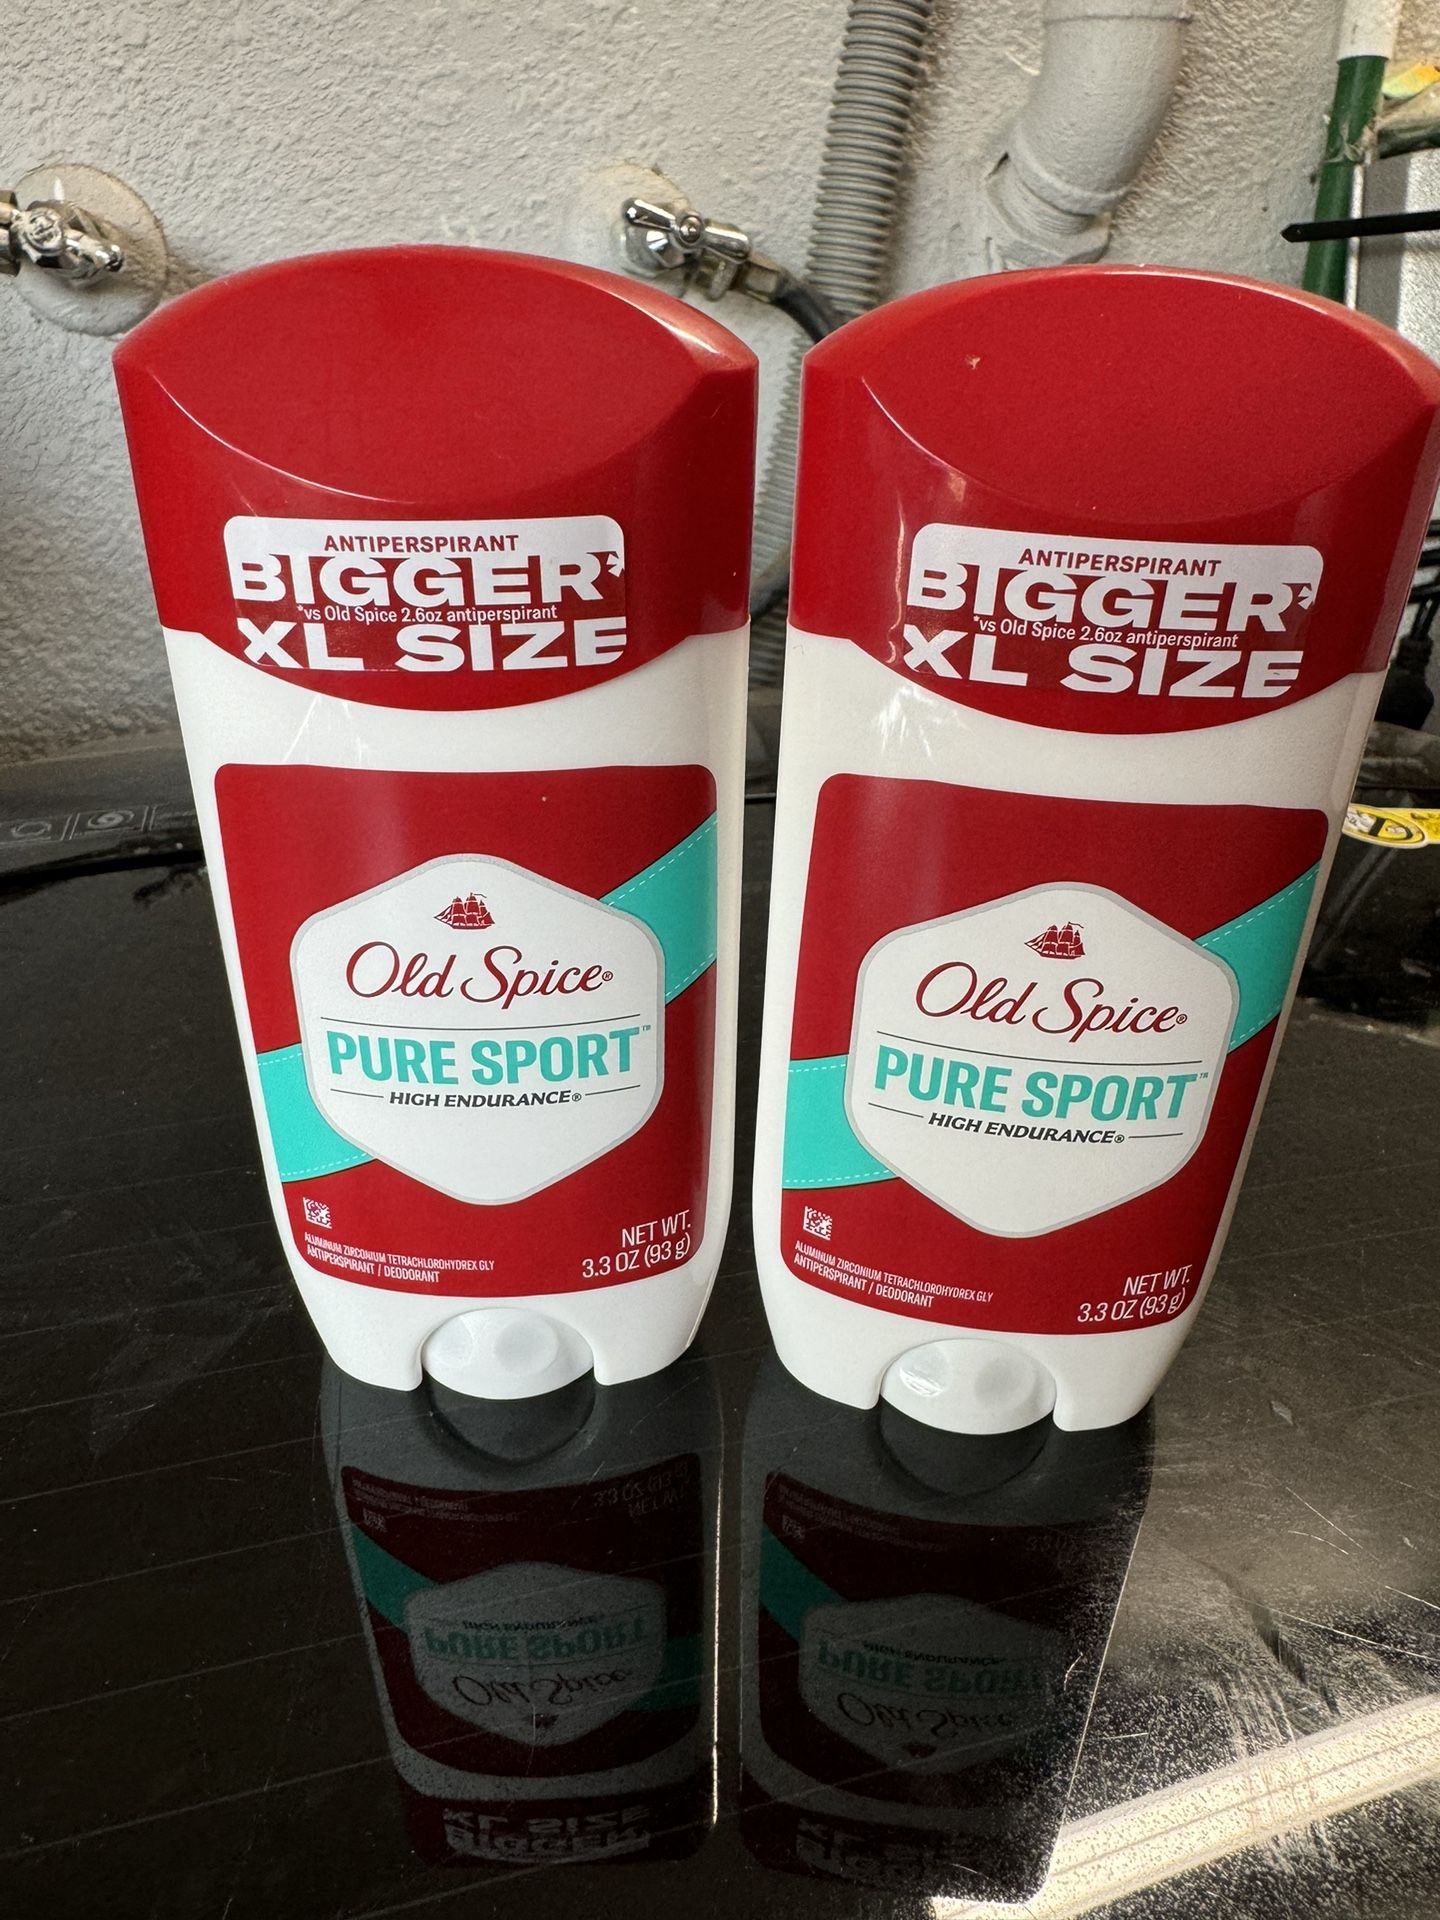 ANTIPERSPIRANT
BIGGER*
*vs Old Spice 2.6oz antiperspirant
XL SIZE
Old Spice®
PURE SPORT™
HIGH ENDURANCE®
ALUMINUM ZIRCONIUM TETRACHLOROHYDREX GLY
ANTIPERSPIRANT / DEODORANT
NET WT.
3.3 OZ (93 g)
ANTIPERSPIRANT
BIGGER*
*vs Old Spice 2.6oz antiperspirant
XL SIZE
Old Spice®
PURE SPORT™
HIGH ENDURANCE®
ALUMINUM ZIRCONIUM TETRACHLOROHYDREX GLY
ANTIPERSPIRANT / DEODORANT
NET WT.
3.3 OZ (93 g)